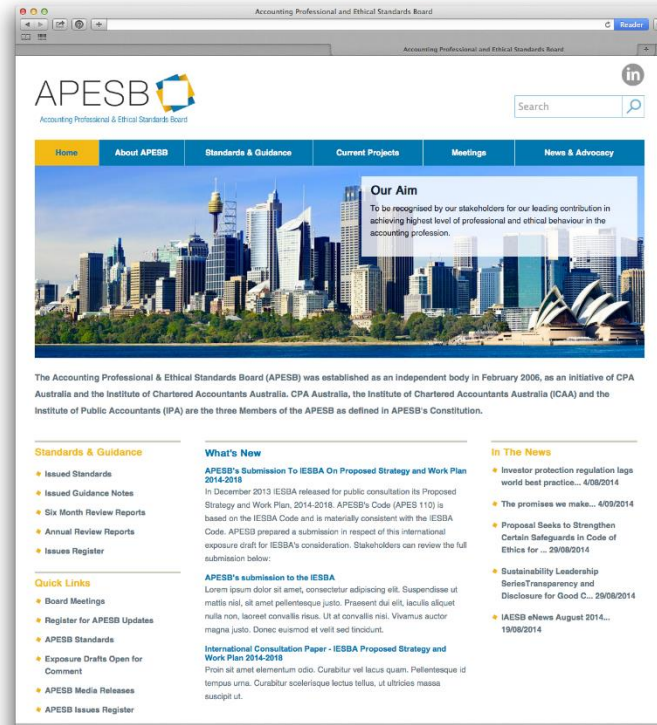 Accounting Professional and Ethical Standards Board
Reader
Accounting Professional and Ethical Standards Board
APESB
Accounting Professional & Ethical Standards Board
in
Search
Home
About APESB
Standards & Guidance
Current Projects
Meetings
News & Advocacy
Our Aim
To be recognised by our stakeholders for our leading contribution in
achieving highest level of professional and ethical behaviour in the
accounting profession.
The Accounting Professional & Ethical Standards Board (APESB) was established as an independent body in February 2006, as an initiative of CPA
Australia and the Institute of Chartered Accountants Australia. CPA Australia, the Institute of Chartered Accountants Australia (ICAA) and the
Institute of Public Accountants (IPA) are the three Members of the APESB as defined in APESB's Constitution.
Standards & Guidance
Issued Standards
Issued Guidance Notes
Six Month Review Reports
Annual Review Reports
Issues Register
Quick Links
Board Meetings
Register for APESB Updates
APESB Standards
Exposure Drafts Open for
Comment
APESB Media Releases
APESB Issues Register
What's New
APESB's Submission To IESBA On Proposed Strategy and Work Plan
2014-2018
In December 2013 IESBA released for public consultation its Proposed
Strategy and Work Plan, 2014-2018. APESB's Code (APES 110) is
based on the IESBA Code and is materially consistent with the IESBA
Code. APESB prepared a submission in respect of this international
exposure draft for IESBA's consideration. Stakeholders can review the full
submission below:
APESB's submission to the IESBA
Lorem ipsum dolor sit amet, consectetur adipiscing elit. Suspendisse ut
mattis nisl, sit amet pellentesque justo. Praesent dui elit, iaculis aliquet
nulla non, laoreet convallis risus. Ut at convallis nisi. Vivamus auctor
magna justo. Donec euismod et velit sed tincidunt.
International Consultation Paper - IESBA Proposed Strategy and
Work Plan 2014-2018
Proin sit amet elementum odio. Curabitur vel lacus quam. Pellentesque id
tempus urna. Curabitur scelerisque lectus tellus, ut ultricies massa
suscipit ut.
In The News
Investor protection regulation lags
world best practice... 4/08/2014
The promises we make... 4/09/2014
Proposal Seeks to Strengthen
Certain Safeguards in Code of
Ethics for ... 29/08/2014
Sustainability Leadership
SeriesTransparency and
Disclosure for Good C... 29/08/2014
IAESB eNews August 2014...
19/08/2014